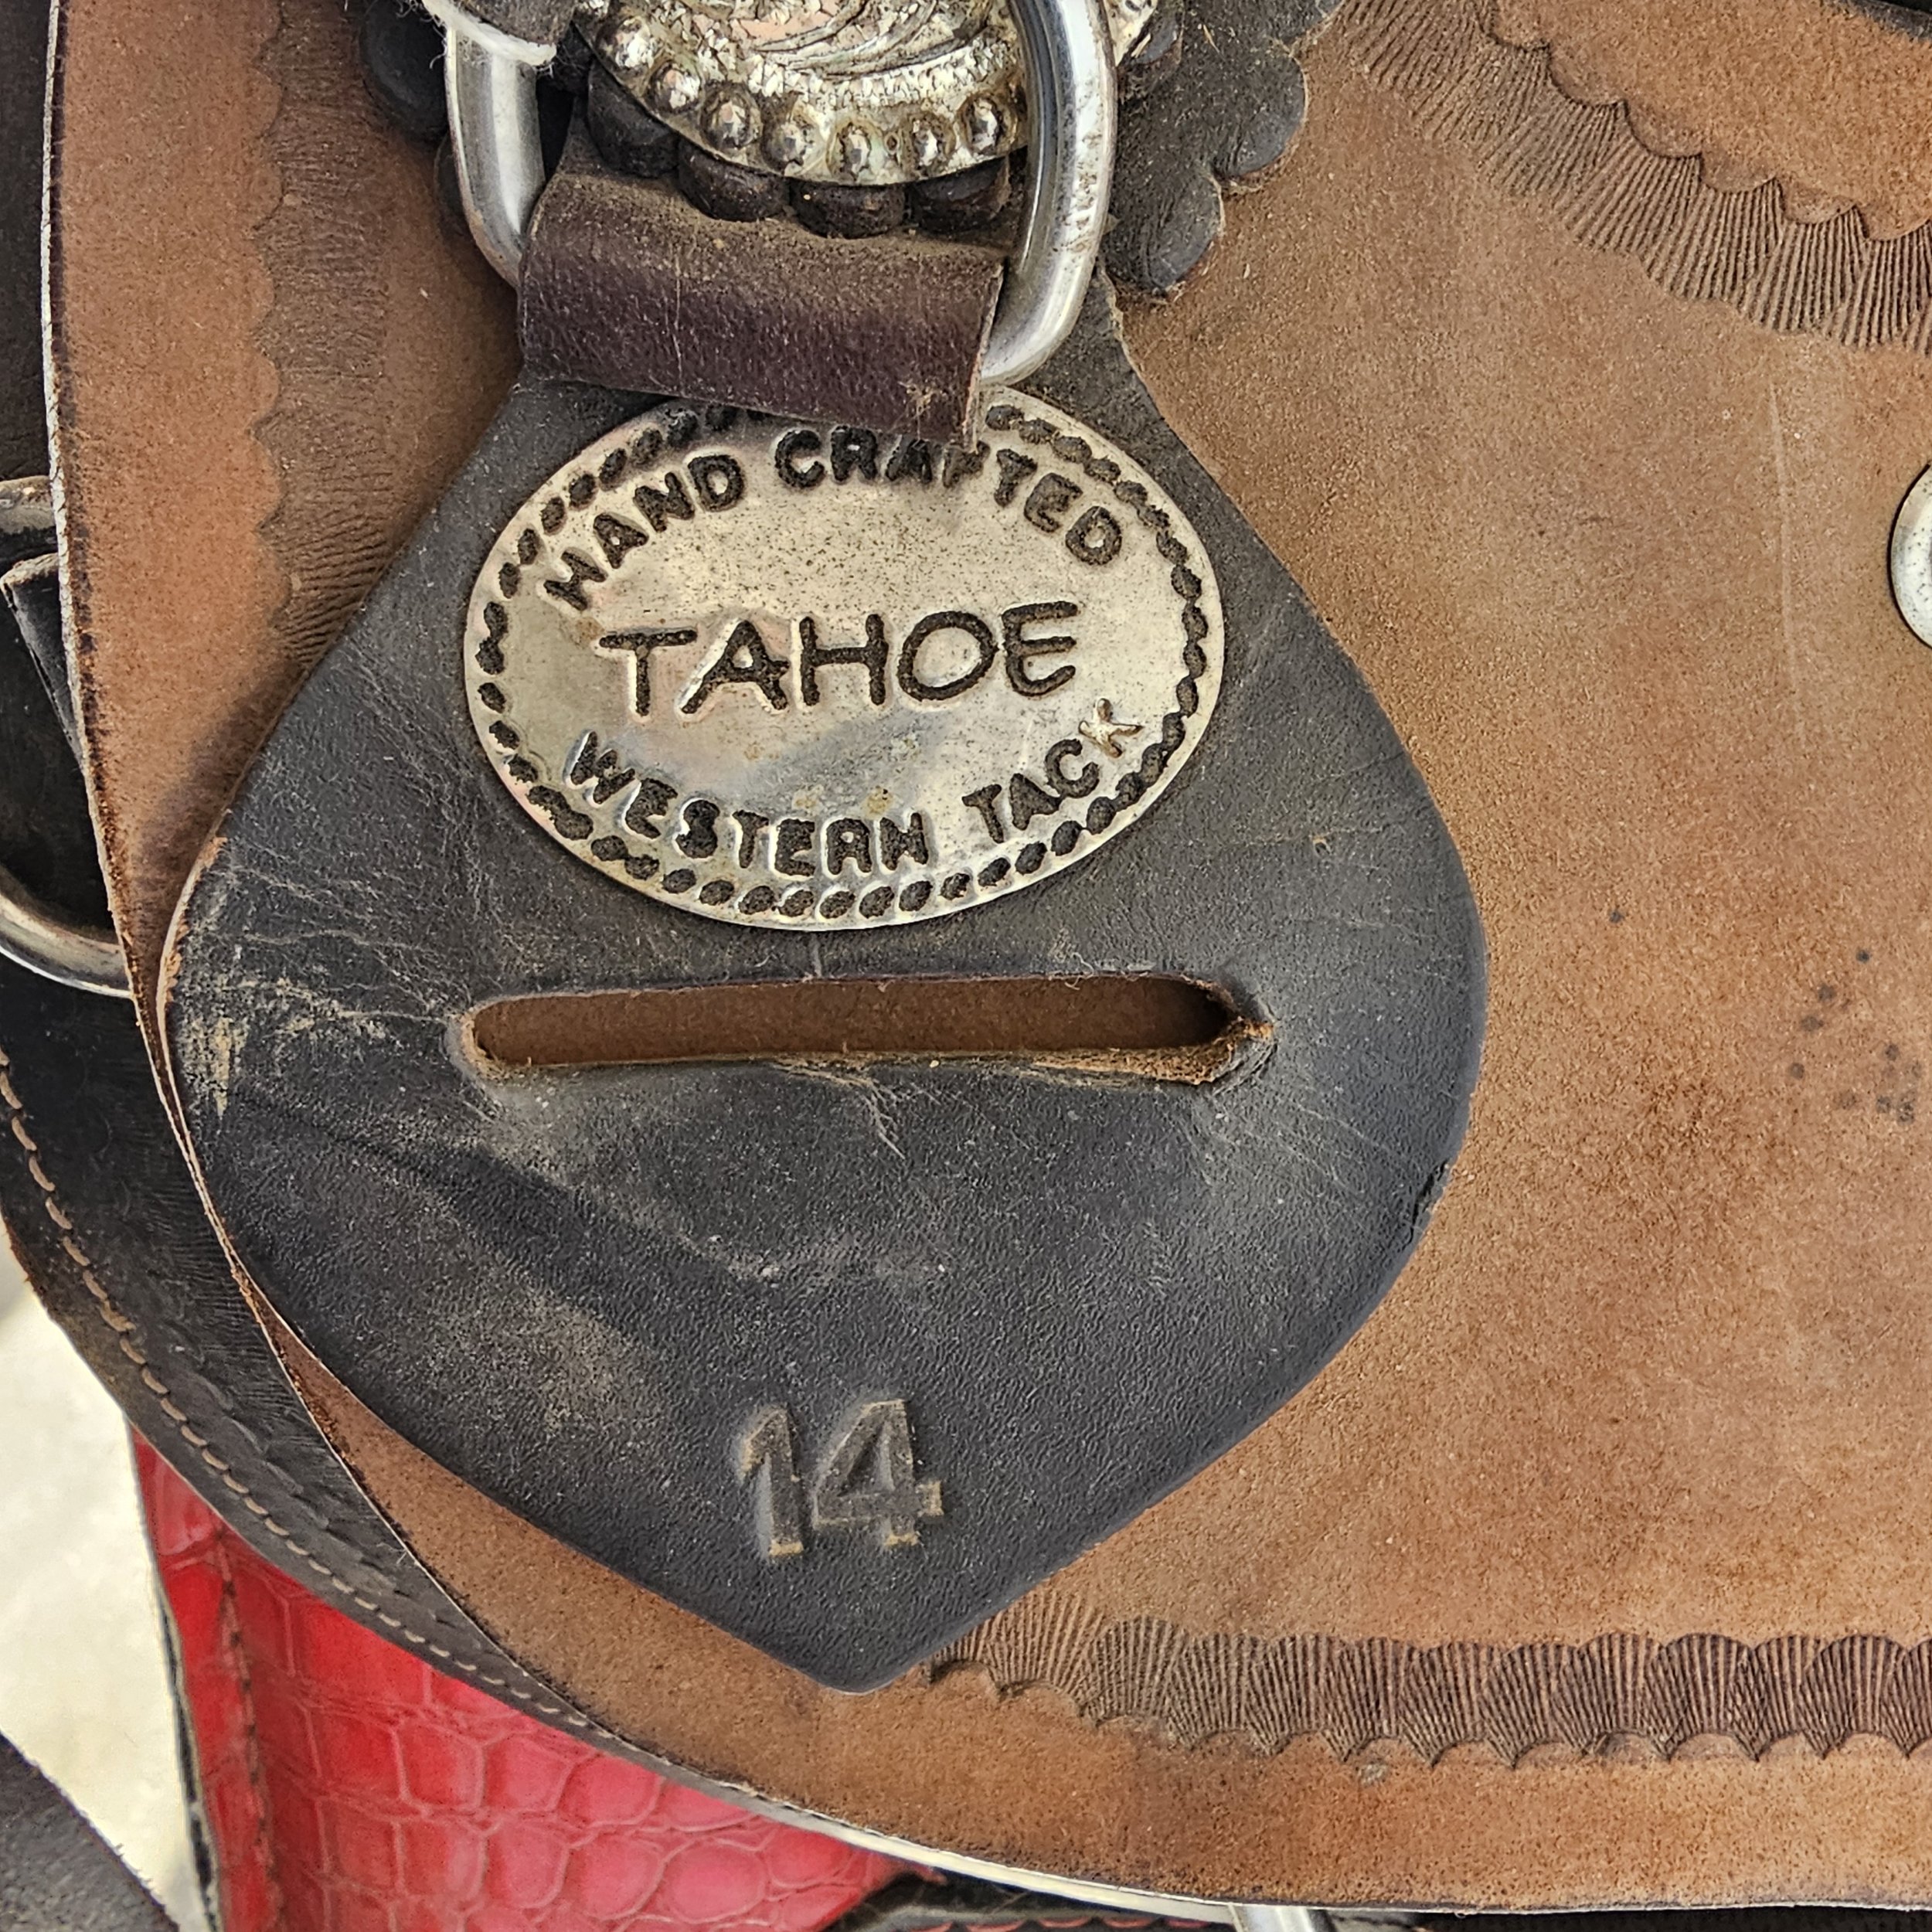 HAND CRAFTED
TAHOE
WESTERN TACK
14